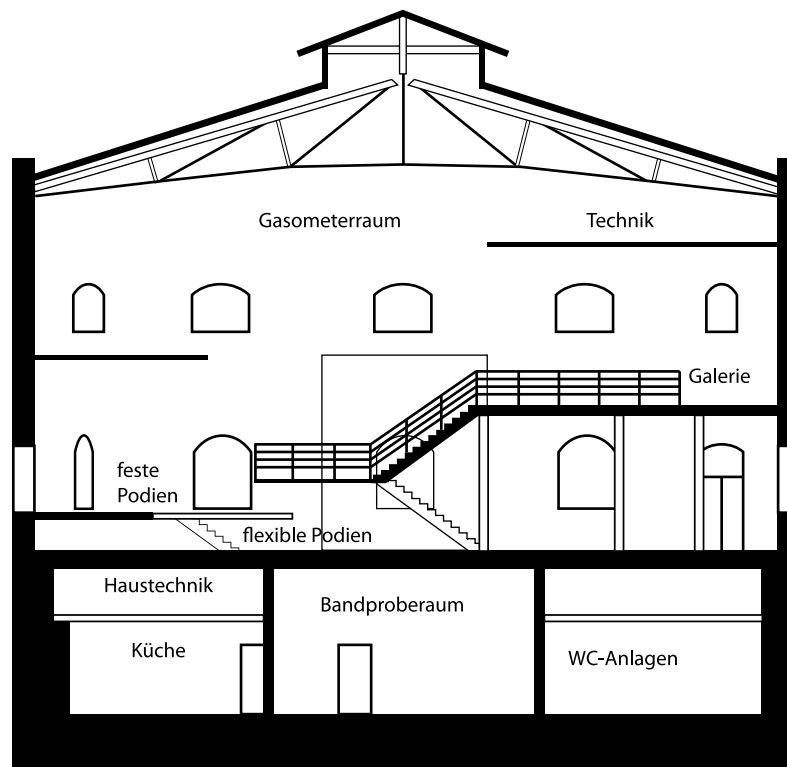 Gasometerraum
Technik
Galerie
feste
Podien
flexible Podien
Haustechnik
Bandproberaum
Küche
WC-Anlagen